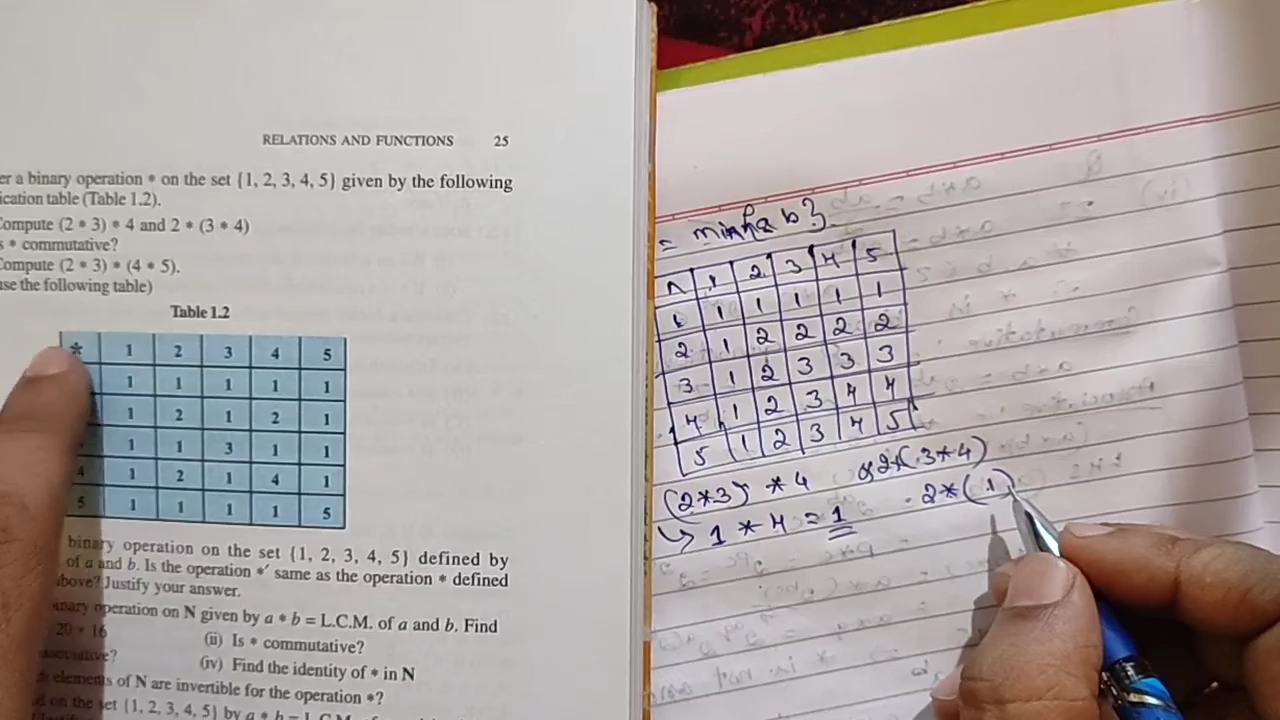 RELATIONS AND FUNCTIONS 25
er a binary operation * on the set {1, 2, 3, 4, 5} given by the following
ication table (Table 1.2).
Compute (2 * 3) * 4 and 2 * (3 * 4)
s * commutative?
Compute (2 * 3) * (4 * 5).
use the following table)
Table 1.2
* 1 2 3 4 5
1 1 1 1 1
1 2 1 2 1
1 1 3 1 1
4 1 2 1 4 1
5 1 1 1 1 5
binary operation on the set {1, 2, 3, 4, 5} defined by
of a and b. Is the operation *′ same as the operation * defined
above? Justify your answer.
inary operation on N given by a * b = L.C.M. of a and b. Find
20 * 16 (ii) Is * commutative?
associative? (iv) Find the identity of * in N
elements of N are invertible for the operation *?
on the set {1, 2, 3, 4, 5} by a * b = L.C.M. of a
= min{a b}
∧ 1 2 3 4 5
1 1 1 1 1 1
2 1 2 2 2 2
3 1 2 3 3 3
4 1 2 3 4 4
5 1 2 3 4 5
(2*3) * 4 2*(3*4)
↳ 1 * 4 = 1 2*(1)